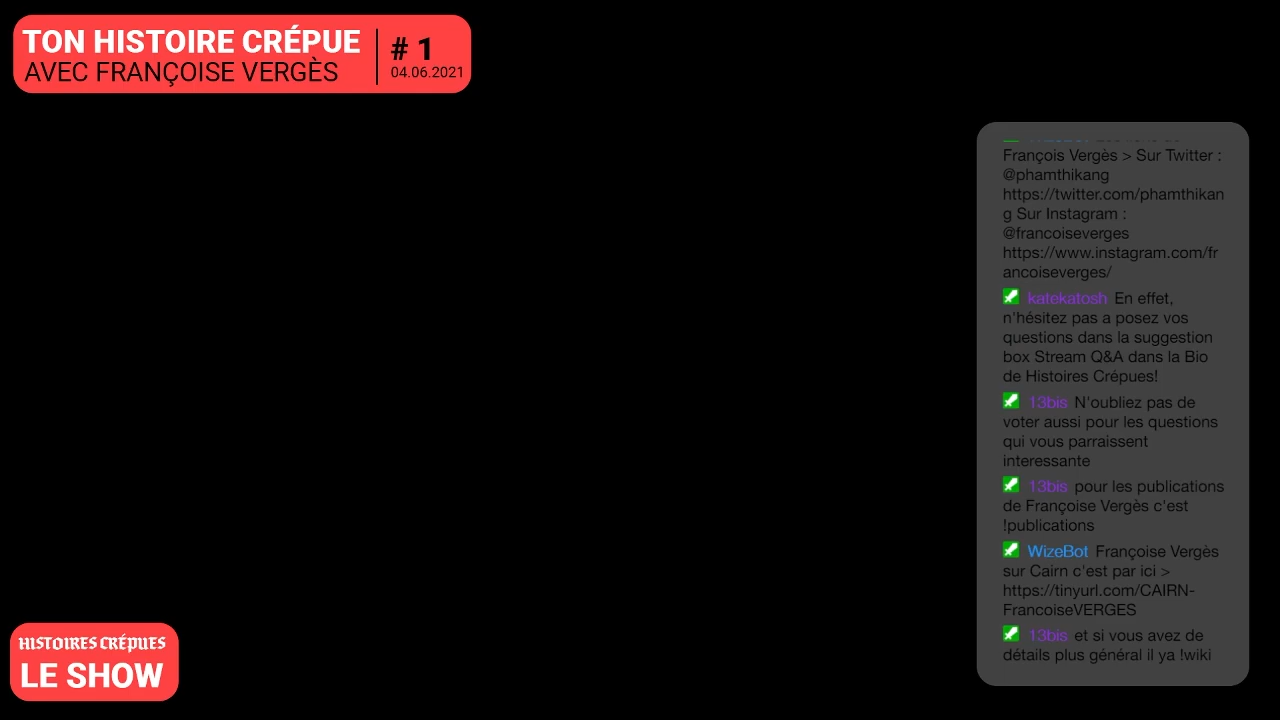 TON HISTOIRE CRÉPUE
AVEC FRANÇOISE VERGÈS
# 1
04.06.2021
François Vergès > Sur Twitter :
@phamthikang
https://twitter.com/phamthikan
g Sur Instagram :
@francoiseverges
https://www.instagram.com/fr
ancoiseverges/
katekatosh En effet,
n'hésitez pas a posez vos
questions dans la suggestion
box Stream Q&A dans la Bio
de Histoires Crépues!
13bis N'oubliez pas de
voter aussi pour les questions
qui vous parraissent
interessante
13bis pour les publications
de Françoise Vergès c'est
!publications
WizeBot Françoise Vergès
sur Cairn c'est par ici >
https://tinyurl.com/CAIRN-
FrancoiseVERGES
13bis et si vous avez de
détails plus général il ya !wiki
HISTOIRES CRÉPUES
LE SHOW